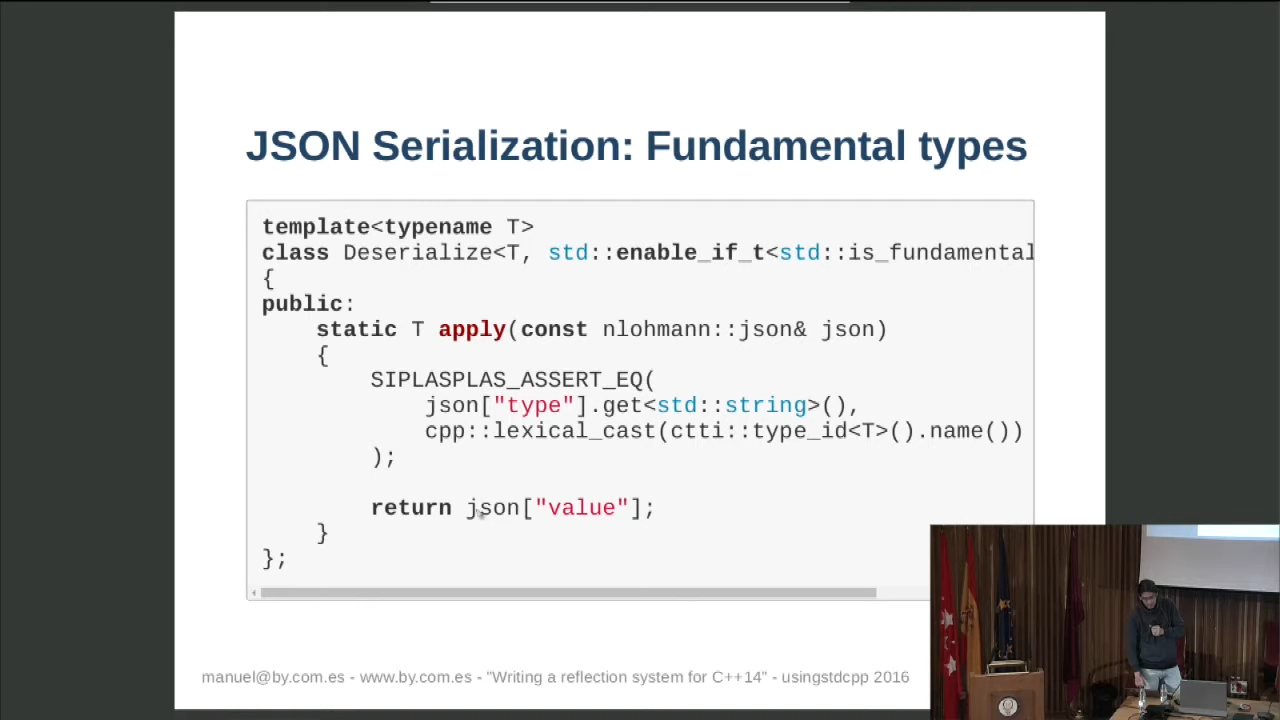 JSON Serialization: Fundamental types
template<typename T>
class Deserialize<T, std::enable_if_t<std::is_fundamental
{
public:
    static T apply(const nlohmann::json& json)
    {
        SIPLASPLAS_ASSERT_EQ(
            json["type"].get<std::string>(),
            cpp::lexical_cast(ctti::type_id<T>().name())
        );
        return json["value"];
    }
};
manuel@by.com.es - www.by.com.es - "Writing a reflection system for C++14" - usingstdcpp 2016